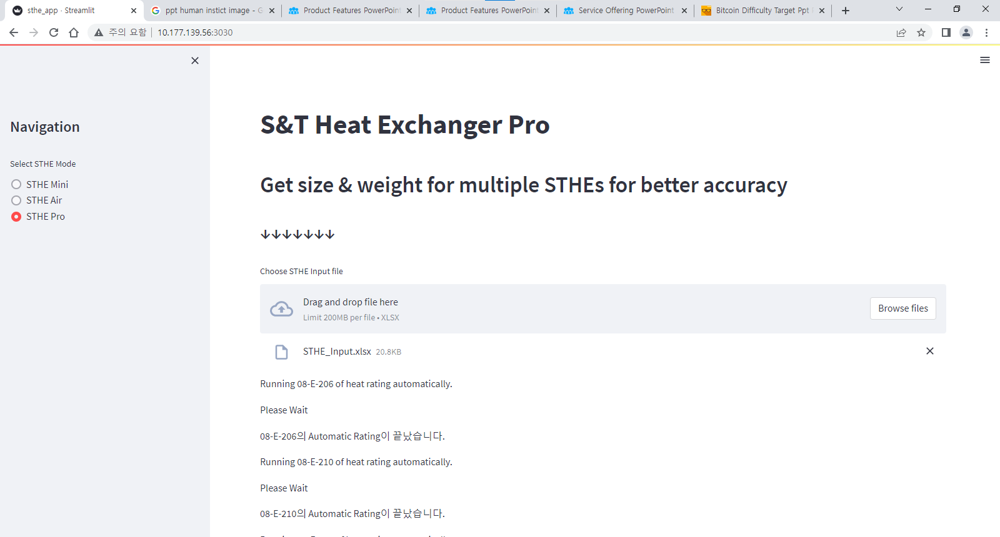 sthe_app · Streamlit
ppt human instict image - G
Product Features PowerPoint
Product Features PowerPoint
Service Offering PowerPoint
Bitcoin Difficulty Target Ppt
주의 요함
10.177.139.56:3030
Navigation
Select STHE Mode
STHE Mini
STHE Air
STHE Pro
S&T Heat Exchanger Pro
Get size & weight for multiple STHEs for better accuracy
↓↓↓↓↓↓↓
Choose STHE Input file
Drag and drop file here
Limit 200MB per file • XLSX
Browse files
STHE_Input.xlsx 20.8KB
Running 08-E-206 of heat rating automatically.
Please Wait
08-E-206의 Automatic Rating이 끝났습니다.
Running 08-E-210 of heat rating automatically.
Please Wait
08-E-210의 Automatic Rating이 끝났습니다.